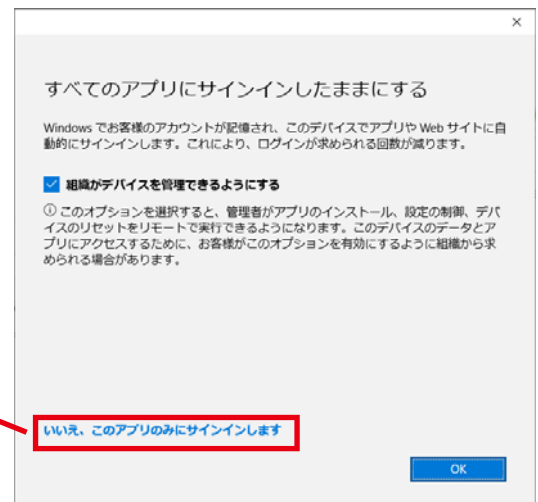 すべてのアプリにサインインしたままにする
Windows でお客様のアカウントが記憶され、このデバイスでアプリや Web サイトに自
動的にサインインします。これにより、ログインが求められる回数が減ります。
組織がデバイスを管理できるようにする
ⓘ このオプションを選択すると、管理者がアプリのインストール、設定の制御、デバ
イスのリセットをリモートで実行できるようになります。このデバイスのデータとア
プリにアクセスするために、お客様がこのオプションを有効にするように組織から求
められる場合があります。
いいえ、このアプリのみにサインインします
OK